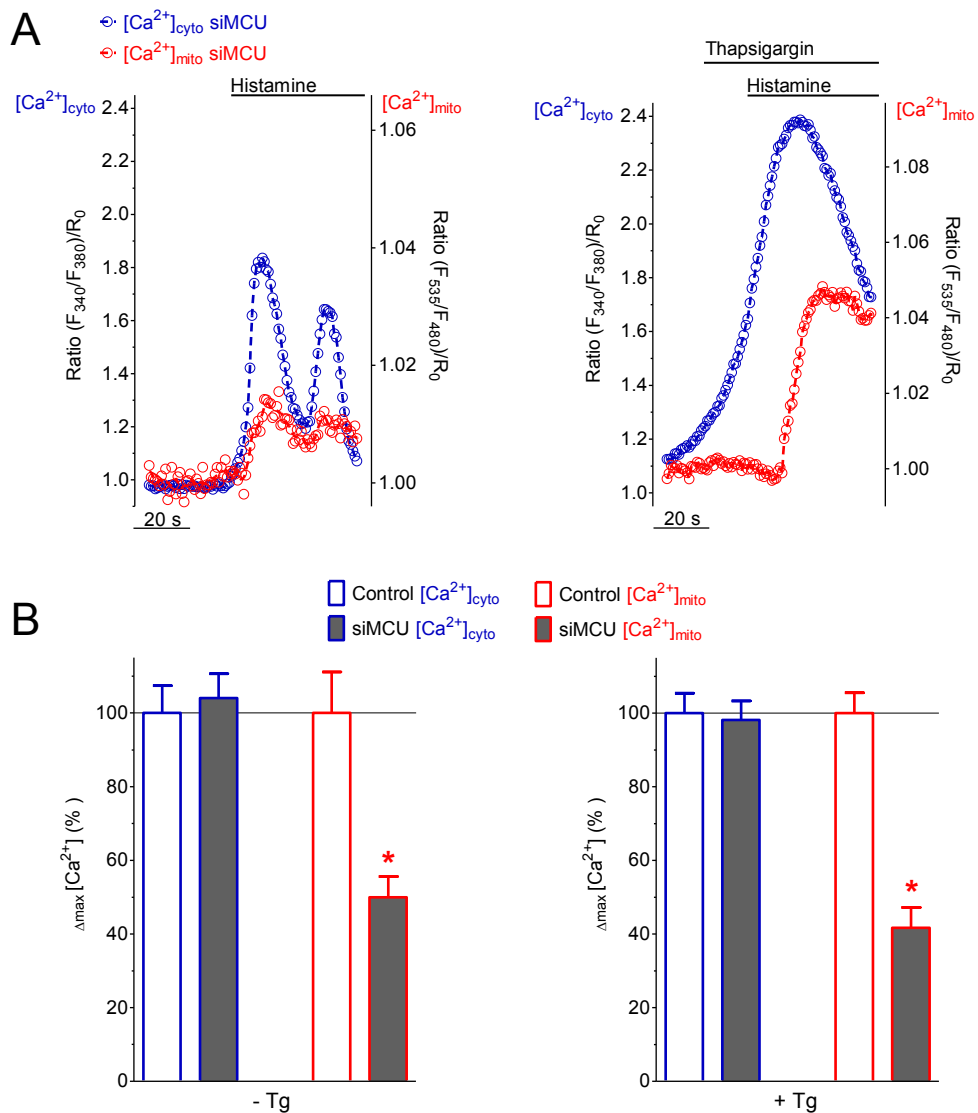 A
[Ca2+]cyto siMCU
[Ca2+]mito siMCU
Histamine
[Ca2+]cyto
[Ca2+]mito
2.4
2.2
2.0
1.8
1.6
1.4
1.2
1.0
Ratio (F340/F380)/R0
1.06
1.04
1.02
1.00
Ratio (F535/F480)/R0
20 s
Thapsigargin
Histamine
[Ca2+]cyto
[Ca2+]mito
2.4
2.2
2.0
1.8
1.6
1.4
1.2
1.0
Ratio (F340/F380)/R0
1.08
1.06
1.04
1.02
1.00
Ratio (F535/F480)/R0
20 s
B
Control [Ca2+]cyto
Control [Ca2+]mito
siMCU [Ca2+]cyto
siMCU [Ca2+]mito
100
80
60
40
20
0
Δmax [Ca2+] (% )
*
- Tg
100
80
60
40
20
0
Δmax [Ca2+] (% )
*
+ Tg